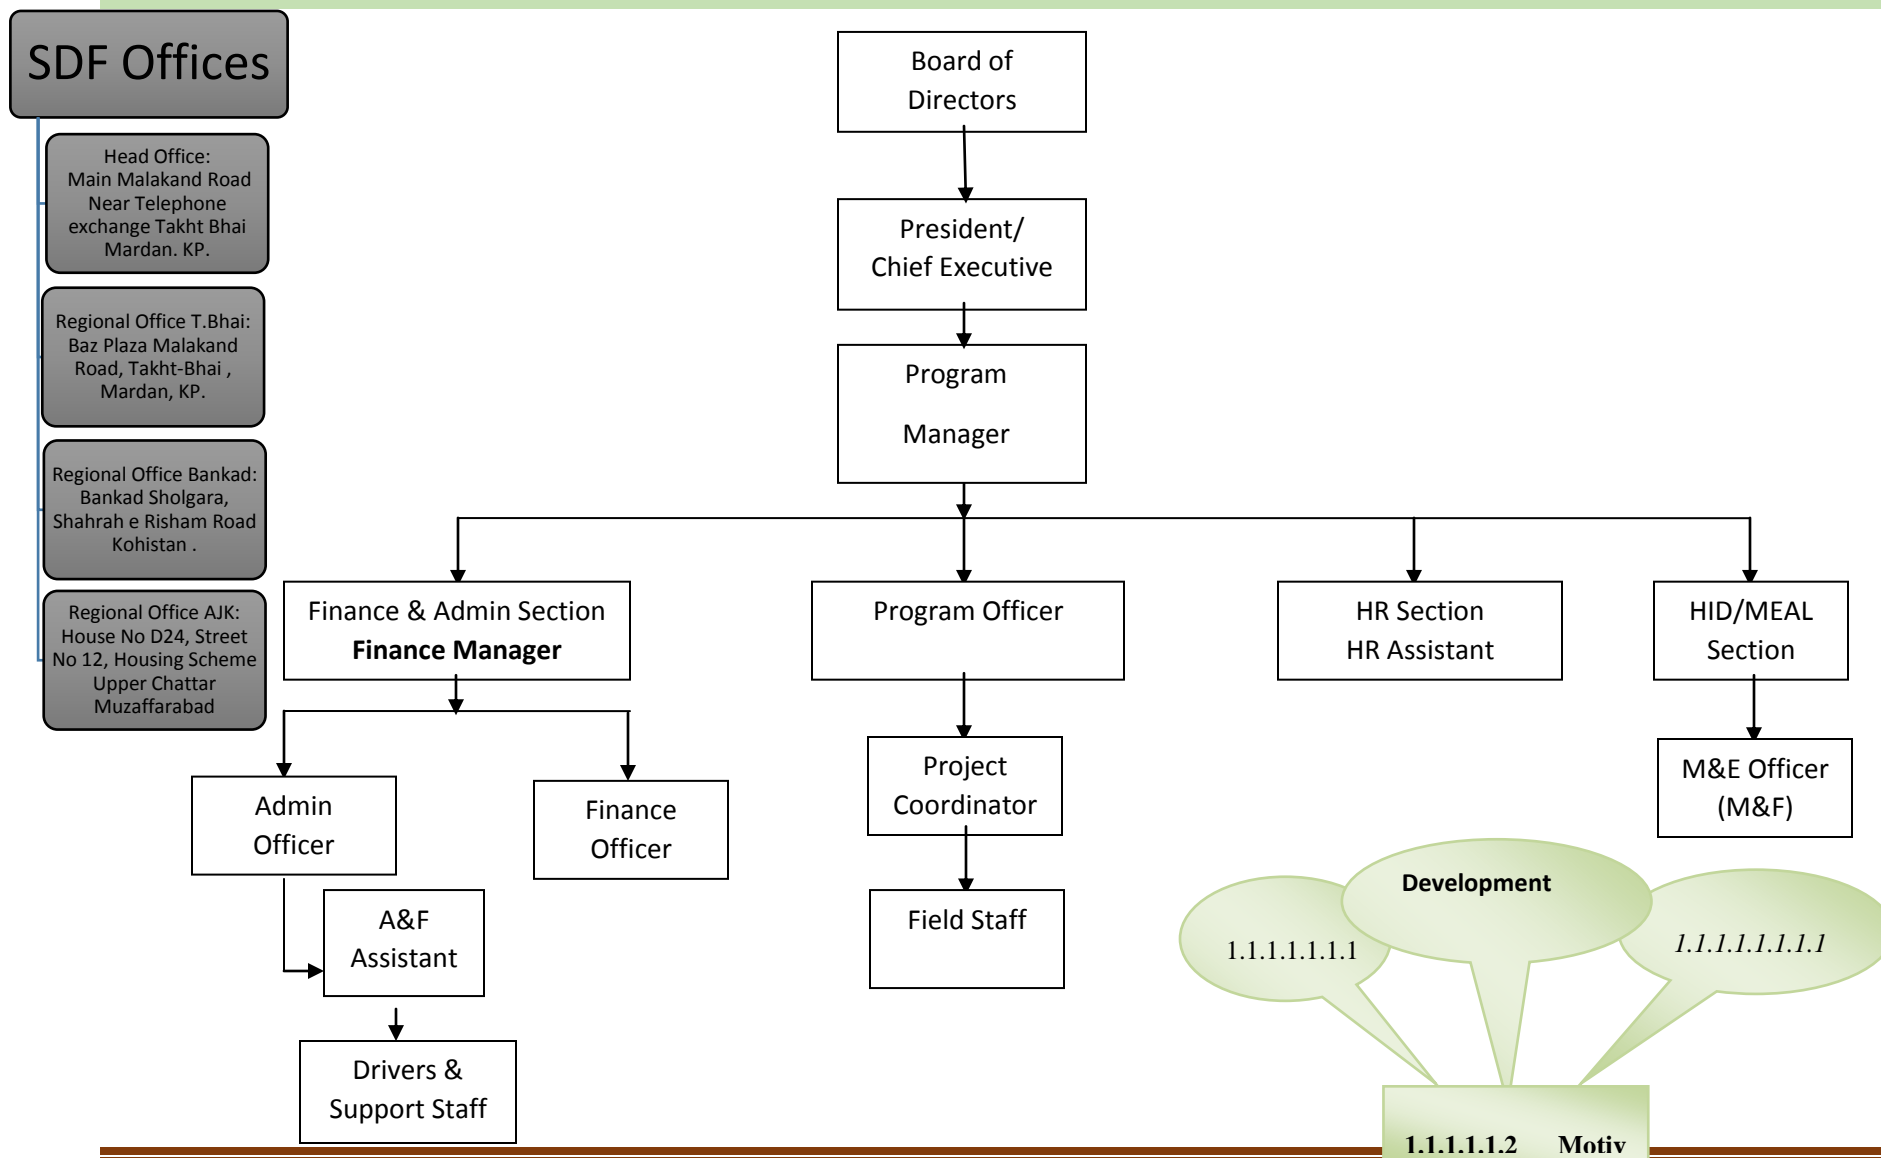 SDF Offices
Head Office:
Main Malakand Road
Near Telephone
exchange Takht Bhai
Mardan. KP.
Regional Office T.Bhai:
Baz Plaza Malakand
Road, Takht-Bhai ,
Mardan, KP.
Regional Office Bankad:
Bankad Sholgara,
Shahrah e Risham Road
Kohistan .
Regional Office AJK:
House No D24, Street
No 12, Housing Scheme
Upper Chattar
Muzaffarabad
Board of
Directors
President/
Chief Executive
Program
Manager
Finance & Admin Section
Finance Manager
Program Officer
HR Section
HR Assistant
HID/MEAL
Section
Admin
Officer
Finance
Officer
Project
Coordinator
M&E Officer
(M&F)
A&F
Assistant
Field Staff
Drivers &
Support Staff
Development
1.1.1.1.1.1.1
1.1.1.1.1.1.1.1
1.1.1.1.1.2 Motiv